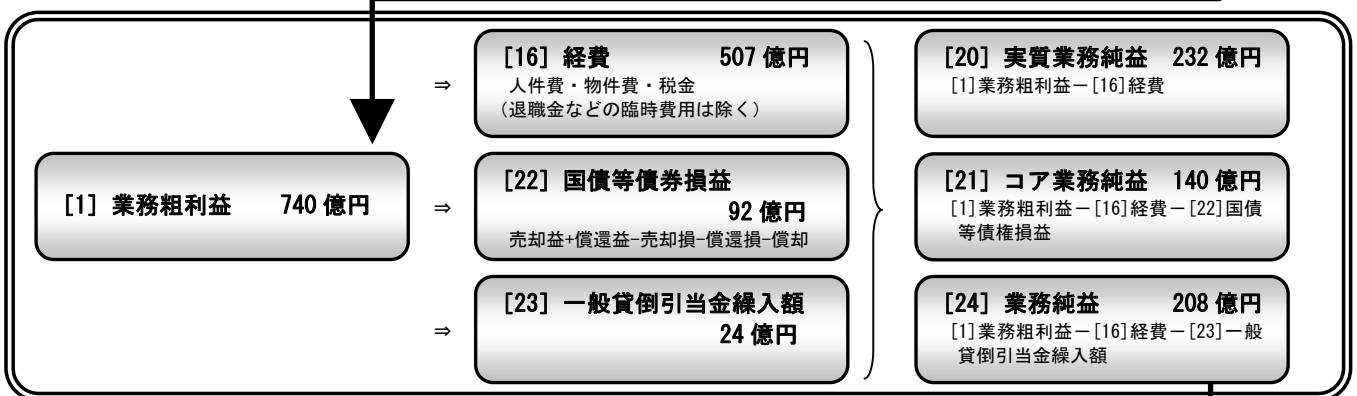 [1] 業務粗利益 740 億円
⇒
[16] 経費 507 億円
人件費・物件費・税金
(退職金などの臨時費用は除く)
⇒
[22] 国債等債券損益
92 億円
売却益+償還益-売却損-償還損-償却
⇒
[23] 一般貸倒引当金繰入額
24 億円
[20] 実質業務純益 232 億円
[1]業務粗利益－[16]経費
[21] コア業務純益 140 億円
[1]業務粗利益－[16]経費－[22]国債
等債権損益
[24] 業務純益 208 億円
[1]業務粗利益－[16]経費－[23]一般
貸倒引当金繰入額